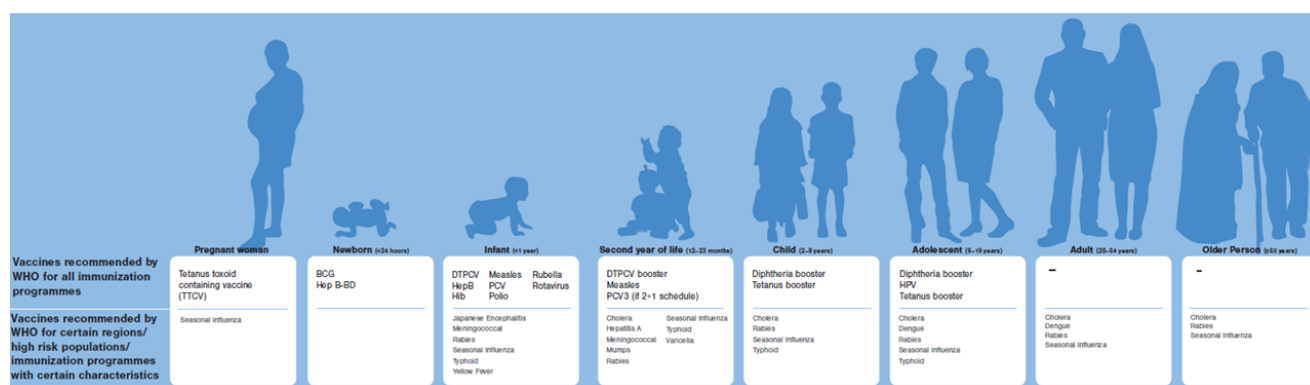 Pregnant woman
Newborn (<24 hours)
Infant (<1 year)
Second year of life (12–23 months)
Child (2–8 years)
Adolescent (9–19 years)
Adult (20–64 years)
Older Person (≥65 years)
Vaccines recommended by
WHO for all immunization
programmes
Tetanus toxoid
containing vaccine
(TTCV)
BCG
Hep B-BD
DTPCV Measles Rubella
HepB PCV Rotavirus
Hib Polio
DTPCV booster
Measles
PCV3 (if 2+1 schedule)
Diphtheria booster
Tetanus booster
Diphtheria booster
HPV
Tetanus booster
–
–
Vaccines recommended by
WHO for certain regions/
high risk populations/
immunization programmes
with certain characteristics
Seasonal Influenza
Japanese Encephalitis
Meningococcal
Rabies
Seasonal Influenza
Typhoid
Yellow Fever
Cholera Seasonal Influenza
Hepatitis A Typhoid
Meningococcal Varicella
Mumps
Rabies
Cholera
Rabies
Seasonal Influenza
Typhoid
Cholera
Dengue
Rabies
Seasonal Influenza
Typhoid
Cholera
Dengue
Rabies
Seasonal Influenza
Cholera
Rabies
Seasonal Influenza